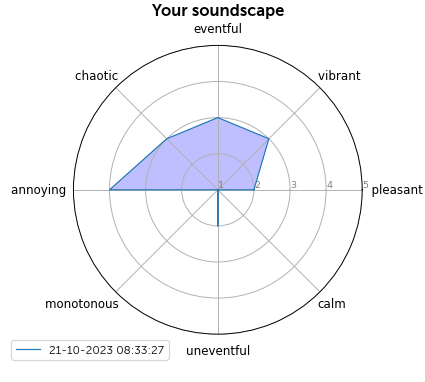 Your soundscape
eventful
chaotic
vibrant
annoying
1
2
3
4
5
pleasant
monotonous
calm
uneventful
21-10-2023 08:33:27